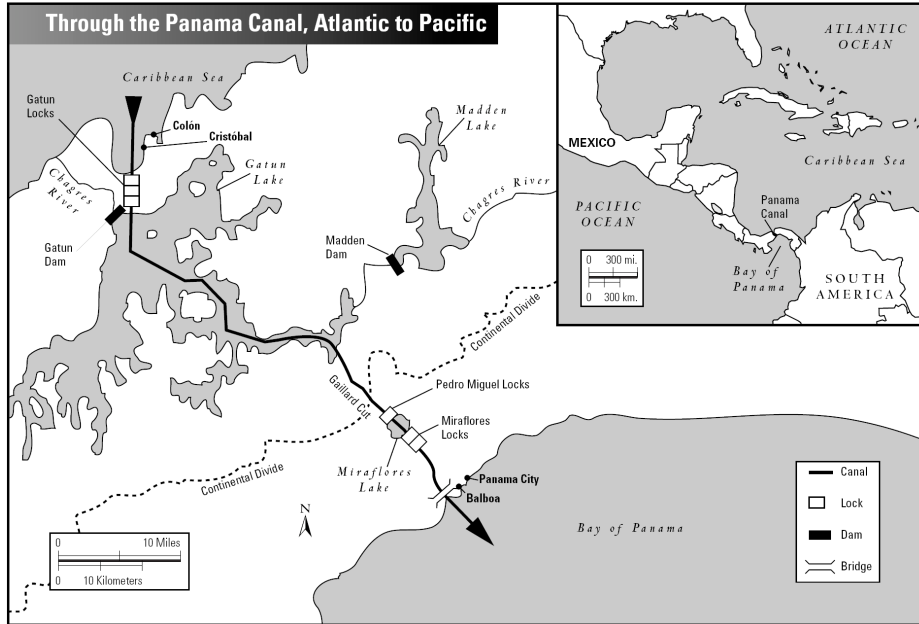 Through the Panama Canal, Atlantic to Pacific
Caribbean Sea
Gatun
Locks
Colón
Cristóbal
Gatun
Lake
Madden
Lake
Chagres
River
Chagres River
Gatun
Dam
Madden
Dam
Continental Divide
Gaillard Cut
Pedro Miguel Locks
Miraflores
Locks
Miraflores
Lake
Continental Divide
Panama City
Balboa
N
Bay of Panama
0 10 Miles
0 10 Kilometers
ATLANTIC
OCEAN
MEXICO
Caribbean Sea
PACIFIC
OCEAN
Panama
Canal
Bay of
Panama
SOUTH
AMERICA
0 300 mi.
0 300 km.
Canal
Lock
Dam
Bridge